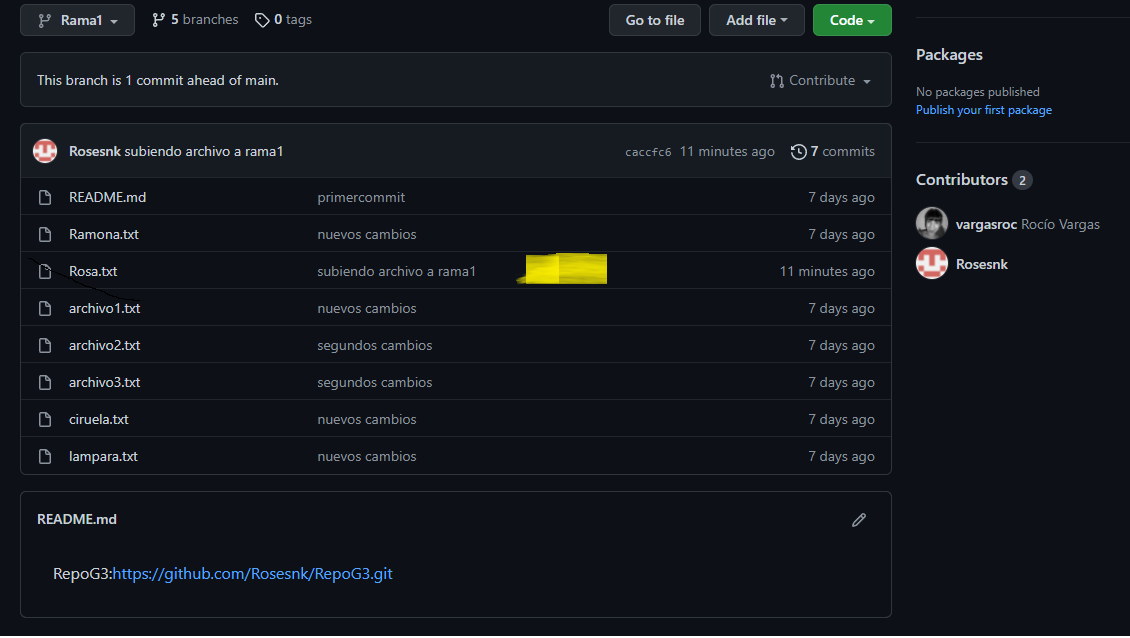 Rama1 5 branches 0 tags Go to file Add file Code
This branch is 1 commit ahead of main. Contribute
Rosesnk subiendo archivo a rama1 caccfc6 11 minutes ago 7 commits
README.md primercommit 7 days ago
Ramona.txt nuevos cambios 7 days ago
Rosa.txt subiendo archivo a rama1 11 minutes ago
archivo1.txt nuevos cambios 7 days ago
archivo2.txt segundos cambios 7 days ago
archivo3.txt segundos cambios 7 days ago
ciruela.txt nuevos cambios 7 days ago
lampara.txt nuevos cambios 7 days ago
README.md
RepoG3:https://github.com/Rosesnk/RepoG3.git
Packages
No packages published
Publish your first package
Contributors 2
vargasroc Rocío Vargas
Rosesnk